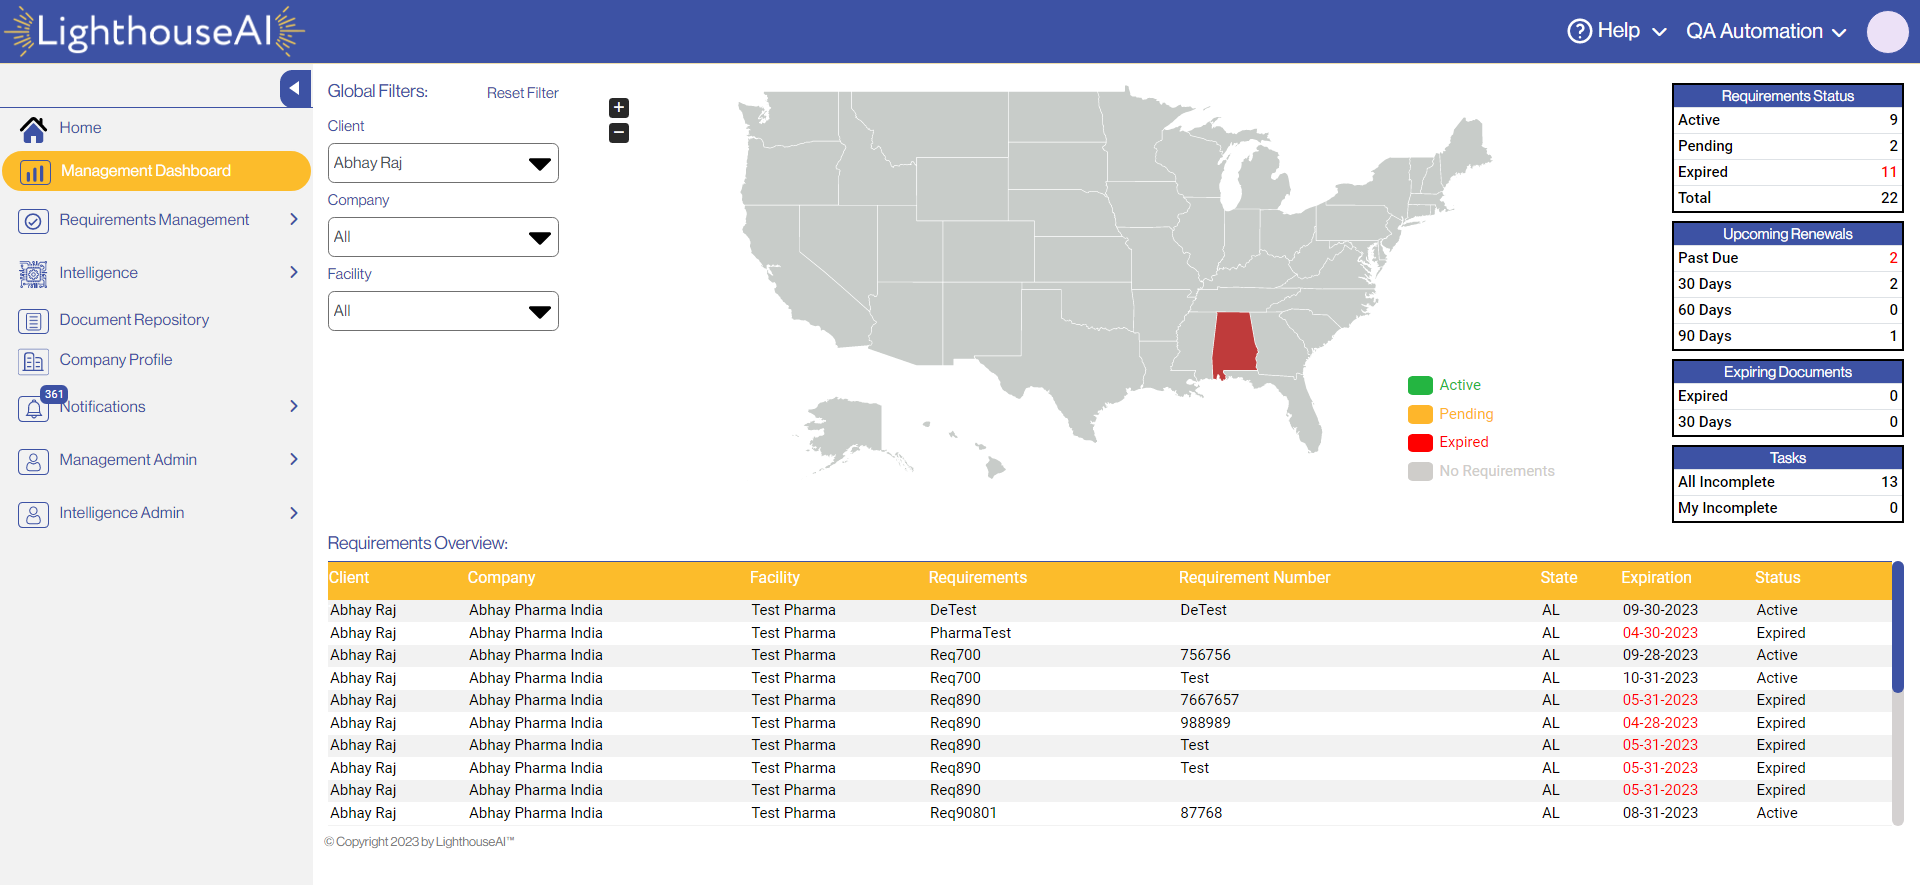 LighthouseAI
Help
QA Automation
Home
Management Dashboard
Requirements Management
Intelligence
Document Repository
Company Profile
361
Notifications
Management Admin
Intelligence Admin
Global Filters:
Reset Filter
Client
Abhay Raj
Company
All
Facility
All
+
−
Active
Pending
Expired
No Requirements
Requirements Status
Active 9
Pending 2
Expired 11
Total 22
Upcoming Renewals
Past Due 2
30 Days 2
60 Days 0
90 Days 1
Expiring Documents
Expired 0
30 Days 0
Tasks
All Incomplete 13
My Incomplete 0
Requirements Overview:
Client Company Facility Requirements Requirement Number State Expiration Status
Abhay Raj Abhay Pharma India Test Pharma DeTest DeTest AL 09-30-2023 Active
Abhay Raj Abhay Pharma India Test Pharma PharmaTest AL 04-30-2023 Expired
Abhay Raj Abhay Pharma India Test Pharma Req700 756756 AL 09-28-2023 Active
Abhay Raj Abhay Pharma India Test Pharma Req700 Test AL 10-31-2023 Active
Abhay Raj Abhay Pharma India Test Pharma Req890 7667657 AL 05-31-2023 Expired
Abhay Raj Abhay Pharma India Test Pharma Req890 988989 AL 04-28-2023 Expired
Abhay Raj Abhay Pharma India Test Pharma Req890 Test AL 05-31-2023 Expired
Abhay Raj Abhay Pharma India Test Pharma Req890 Test AL 05-31-2023 Expired
Abhay Raj Abhay Pharma India Test Pharma Req890 AL 05-31-2023 Expired
Abhay Raj Abhay Pharma India Test Pharma Req90801 87768 AL 08-31-2023 Active
© Copyright 2023 by LighthouseAI™